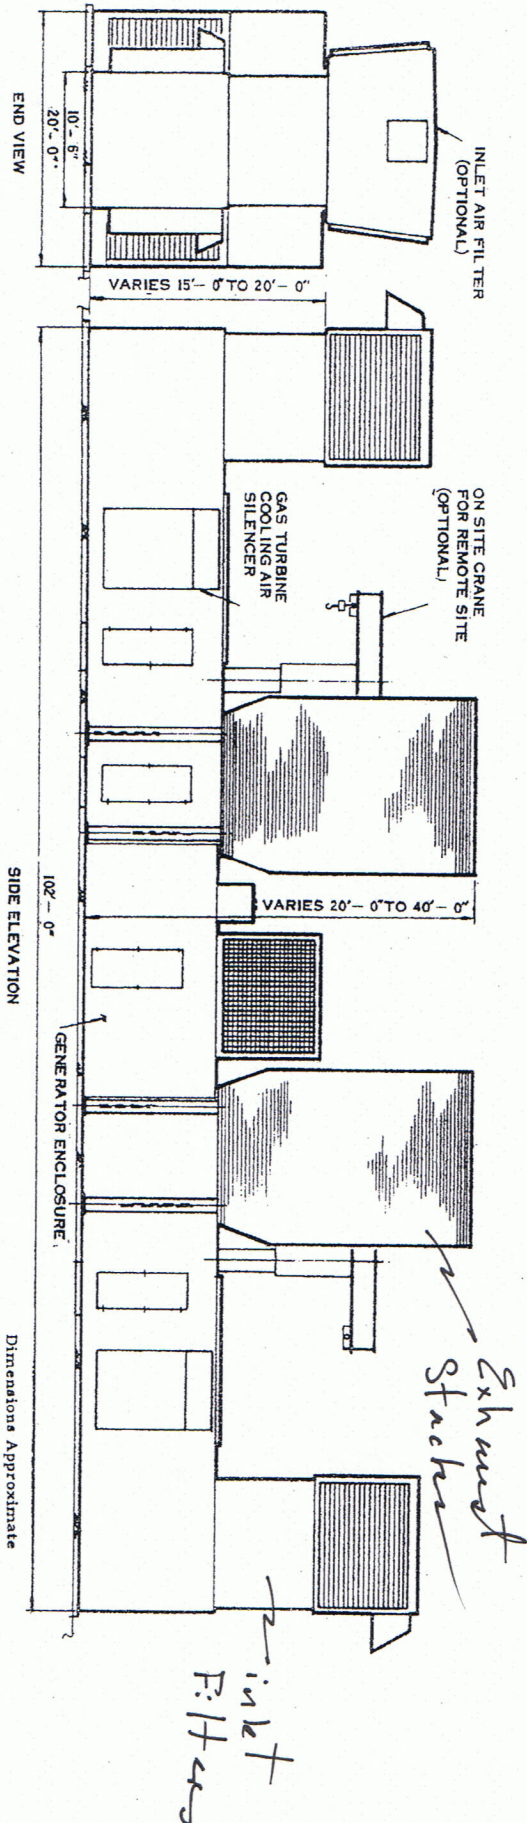 INLET AIR FILTER
(OPTIONAL)
10'- 6"
20'- 0"
END VIEW
VARIES 15'- 0" TO 20'- 0"
ON SITE CRANE
FOR REMOTE SITE
(OPTIONAL)
GAS TURBINE
COOLING AIR
SILENCER
VARIES 20'- 0" TO 40'- 0"
GENERATOR ENCLOSURE
102'- 0"
SIDE ELEVATION
Dimensions Approximate
Exhaust
Stacks
inlet
Filters